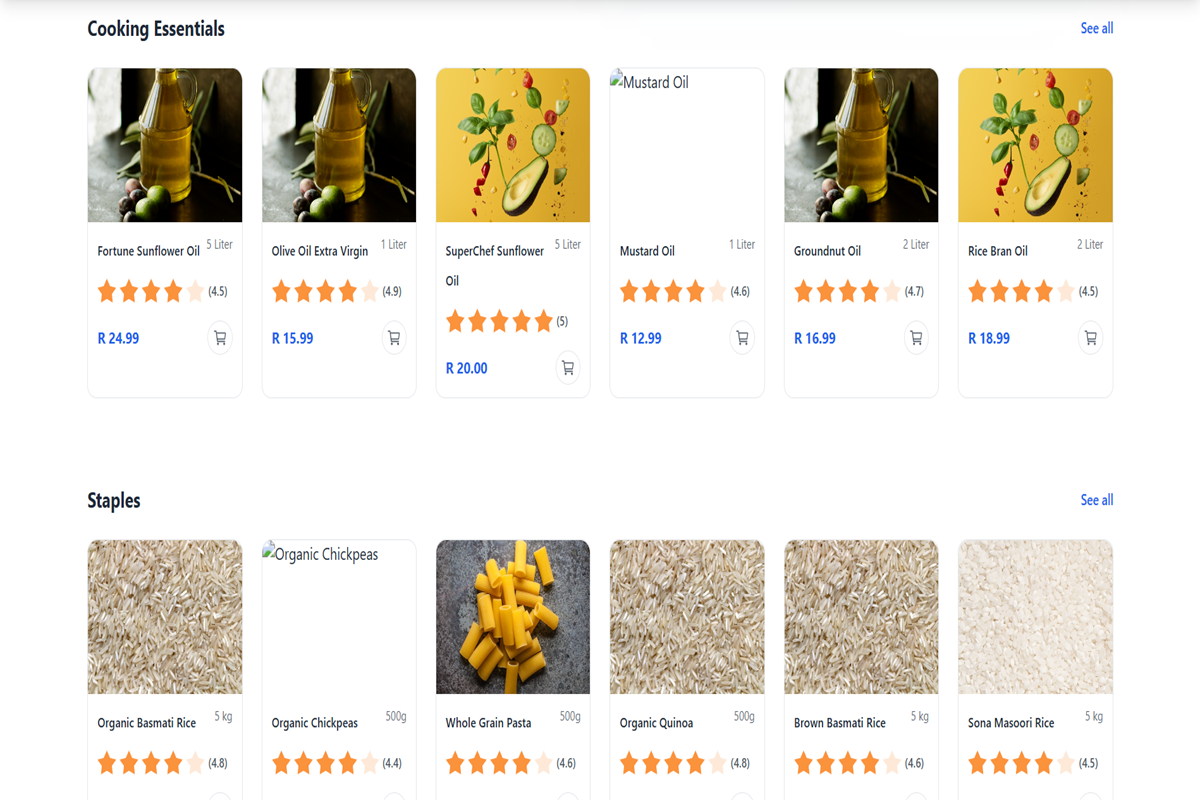 Cooking Essentials
See all
Mustard Oil
Fortune Sunflower Oil
5 Liter
(4.5)
R 24.99
Olive Oil Extra Virgin
1 Liter
(4.9)
R 15.99
SuperChef Sunflower
Oil
5 Liter
(5)
R 20.00
Mustard Oil
1 Liter
(4.6)
R 12.99
Groundnut Oil
2 Liter
(4.7)
R 16.99
Rice Bran Oil
2 Liter
(4.5)
R 18.99
Staples
See all
Organic Chickpeas
Organic Basmati Rice
5 kg
(4.8)
Organic Chickpeas
500g
(4.4)
Whole Grain Pasta
500g
(4.6)
Organic Quinoa
500g
(4.8)
Brown Basmati Rice
5 kg
(4.6)
Sona Masoori Rice
5 kg
(4.5)